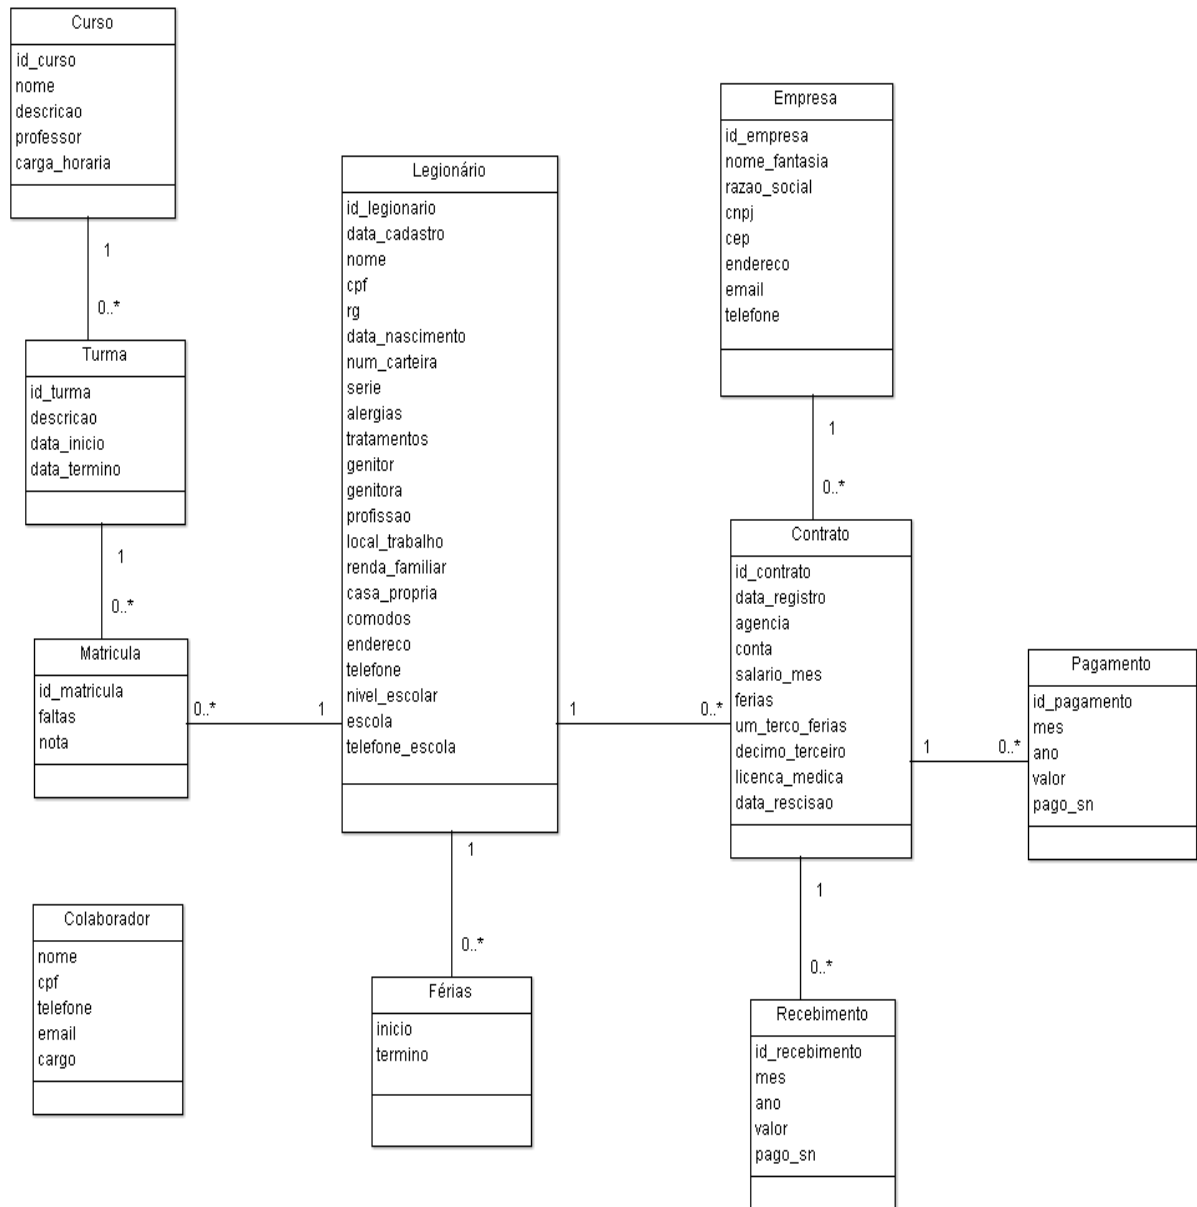 Curso
id_curso
nome
descricao
professor
carga_horaria
1
0..*
Turma
id_turma
descricao
data_inicio
data_termino
1
0..*
Matricula
id_matricula
faltas
nota
0..*
1
Legionário
id_legionario
data_cadastro
nome
cpf
rg
data_nascimento
num_carteira
serie
alergias
tratamentos
genitor
genitora
profissao
local_trabalho
renda_familiar
casa_propria
comodos
endereco
telefone
nivel_escolar
escola
telefone_escola
1
0..*
Empresa
id_empresa
nome_fantasia
razao_social
cnpj
cep
endereco
email
telefone
1
0..*
Contrato
id_contrato
data_registro
agencia
conta
salario_mes
ferias
um_terco_ferias
decimo_terceiro
licenca_medica
data_rescisao
1
0..*
Pagamento
id_pagamento
mes
ano
valor
pago_sn
Colaborador
nome
cpf
telefone
email
cargo
1
0..*
Férias
inicio
termino
1
0..*
Recebimento
id_recebimento
mes
ano
valor
pago_sn